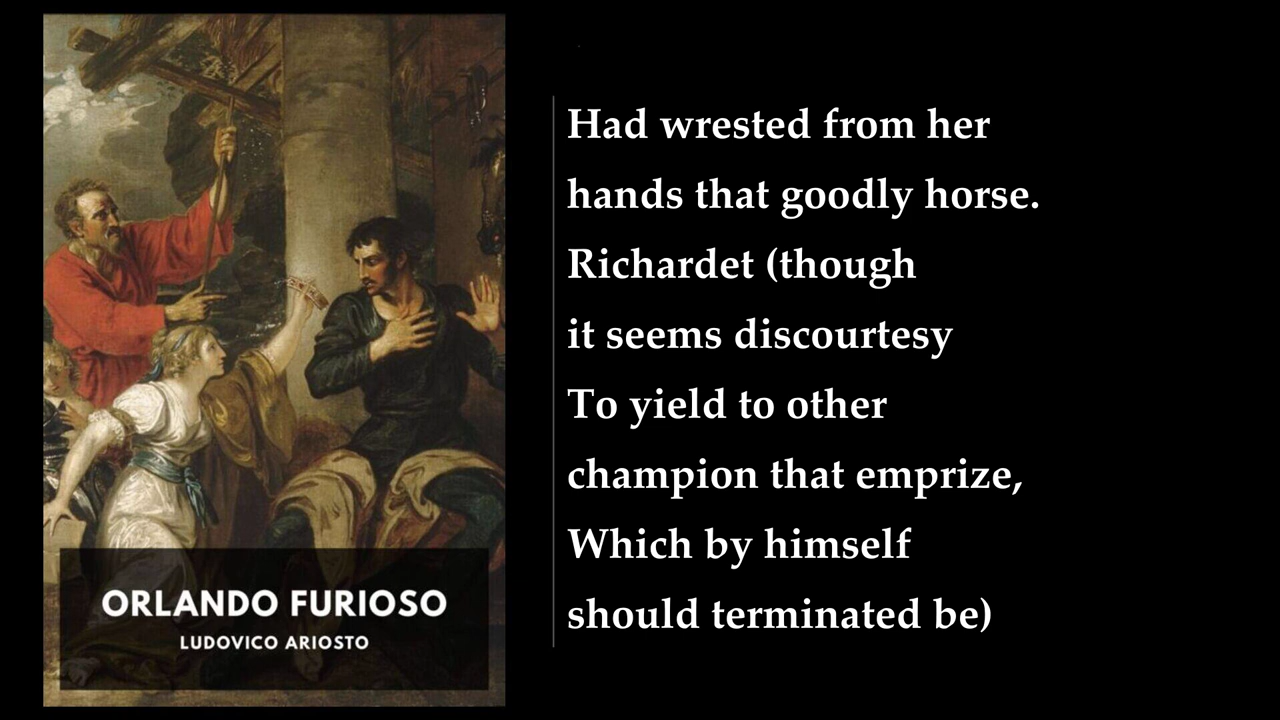 ORLANDO FURIOSO
LUDOVICO ARIOSTO
Had wrested from her
hands that goodly horse.
Richardet (though
it seems discourtesy
To yield to other
champion that emprize,
Which by himself
should terminated be)